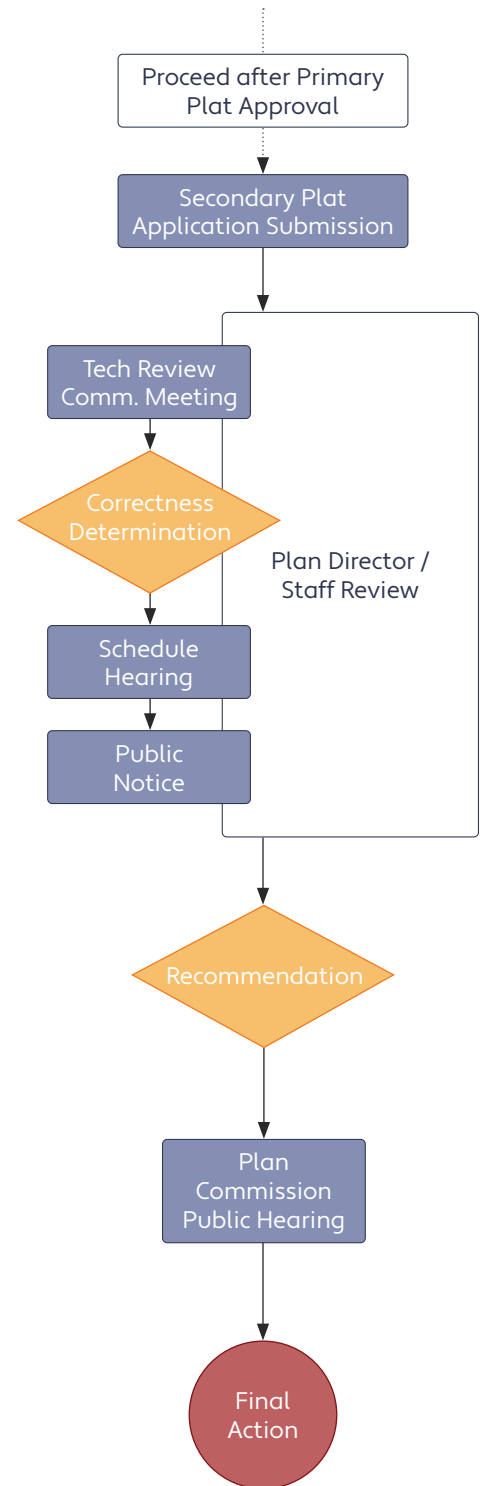 Proceed after Primary
Plat Approval
Secondary Plat
Application Submission
Tech Review
Comm. Meeting
Correctness
Determination
Plan Director /
Staff Review
Schedule
Hearing
Public
Notice
Recommendation
Plan
Commission
Public Hearing
Final
Action